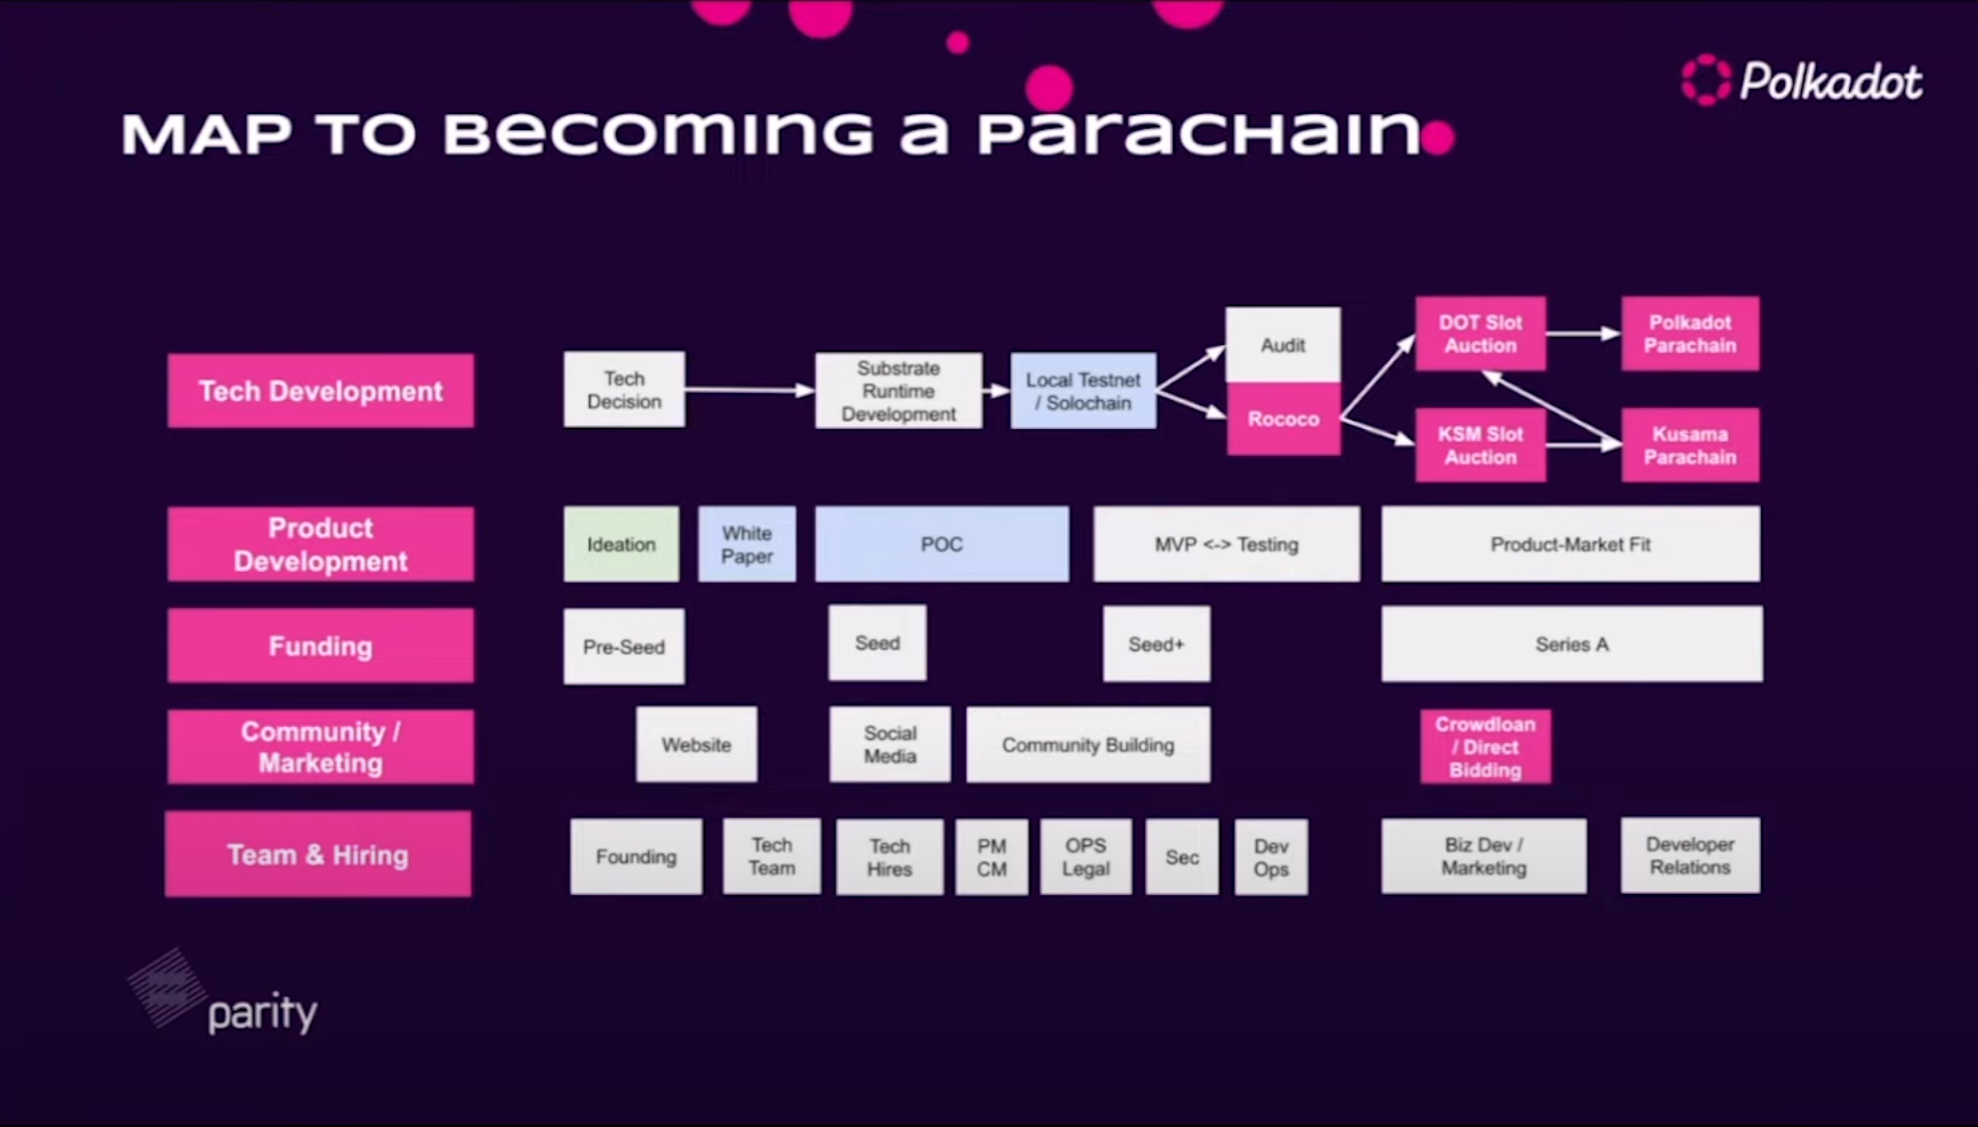 Polkadot
MAP TO Becoming a Parachain
Tech Development
Tech
Decision
Substrate
Runtime
Development
Local Testnet
/ Solochain
Audit
Rococo
DOT Slot
Auction
Polkadot
Parachain
KSM Slot
Auction
Kusama
Parachain
Product
Development
Ideation
White
Paper
POC
MVP <-> Testing
Product-Market Fit
Funding
Pre-Seed
Seed
Seed+
Series A
Community /
Marketing
Website
Social
Media
Community Building
Crowdloan
/ Direct
Bidding
Team & Hiring
Founding
Tech
Team
Tech
Hires
PM
CM
OPS
Legal
Sec
Dev
Ops
Biz Dev /
Marketing
Developer
Relations
parity